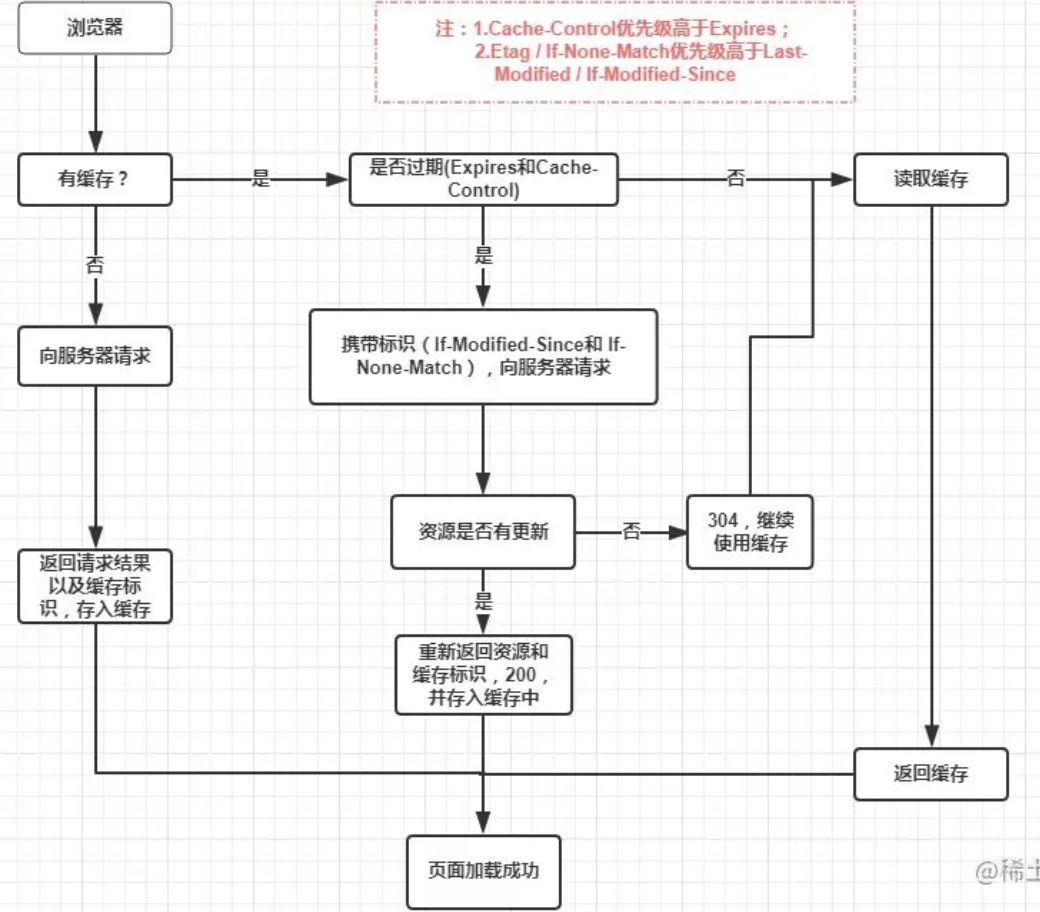 浏览器
注：1.Cache-Control优先级高于Expires；
2.Etag / If-None-Match优先级高于Last-
Modified / If-Modified-Since
有缓存？
是
是否过期(Expires和Cache-
Control)
否
读取缓存
否
是
向服务器请求
携带标识（If-Modified-Since和 If-
None-Match），向服务器请求
资源是否有更新
否
304，继续
使用缓存
返回请求结果
以及缓存标
识，存入缓存
是
重新返回资源和
缓存标识，200，
并存入缓存中
返回缓存
页面加载成功
@稀土